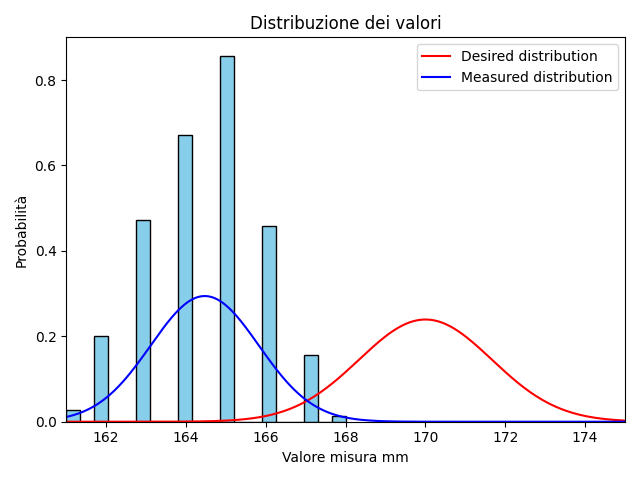 Distribuzione dei valori
Desired distribution
Measured distribution
Probabilità
0.8
0.6
0.4
0.2
0.0
162 164 166 168 170 172 174
Valore misura mm